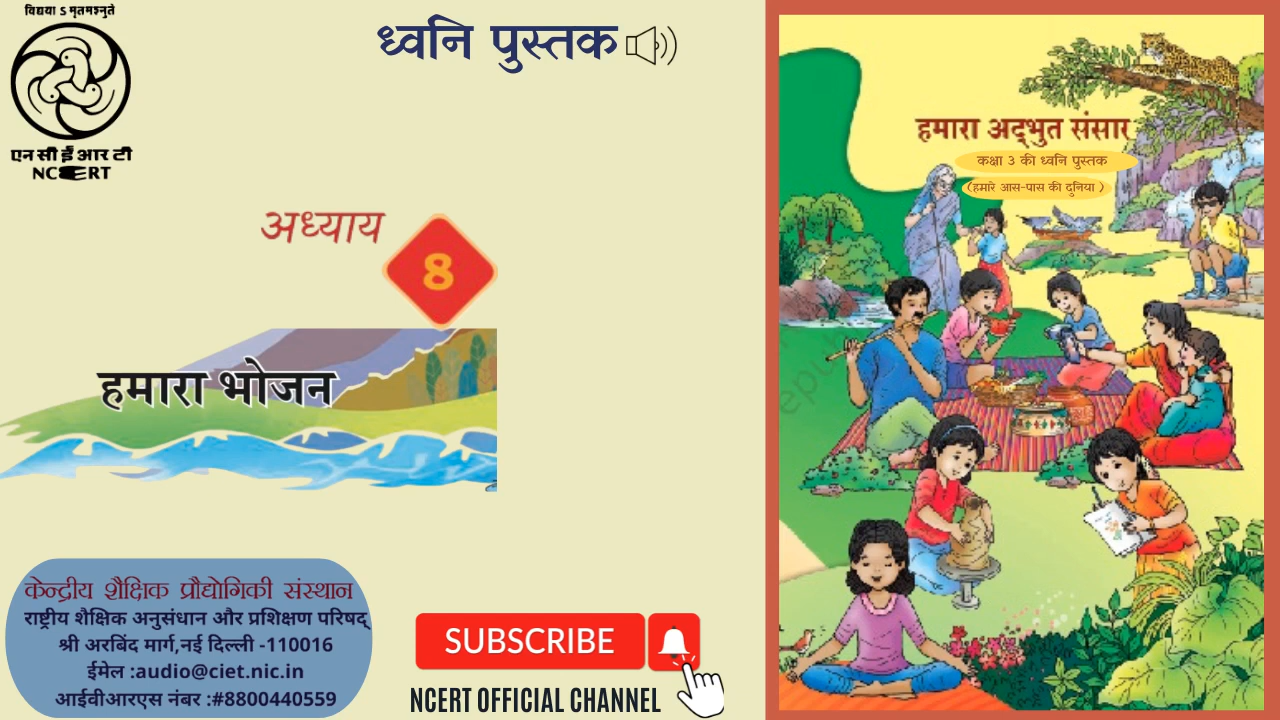 विद्यया ऽ मृतमश्नुते
एन सी ई आर टी
NCERT
ध्वनि पुस्तक
अध्याय
8
हमारा भोजन
केन्द्रीय शैक्षिक प्रौद्योगिकी संस्थान
राष्ट्रीय शैक्षिक अनुसंधान और प्रशिक्षण परिषद्
श्री अरबिंद मार्ग,नई दिल्ली -110016
ईमेल :audio@ciet.nic.in
आईवीआरएस नंबर :#8800440559
SUBSCRIBE
NCERT OFFICIAL CHANNEL
हमारा अद्भुत संसार
कक्षा 3 की ध्वनि पुस्तक
(हमारे आस-पास की दुनिया )